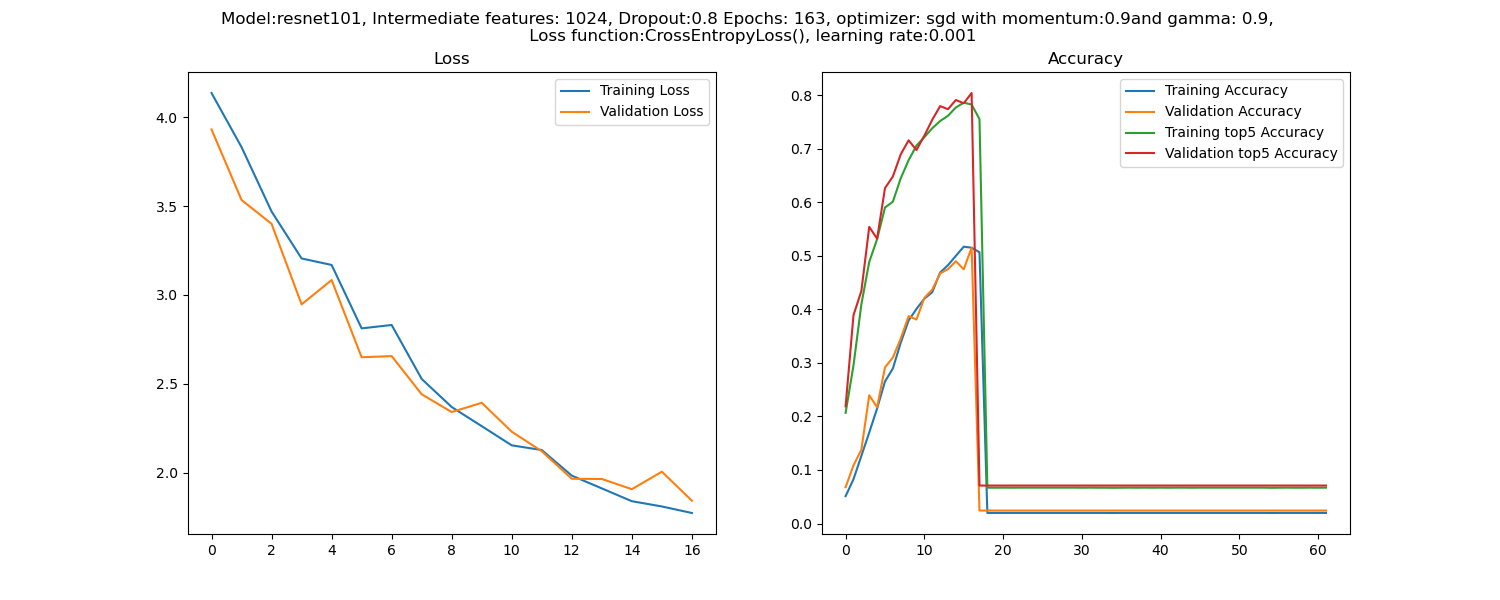 Model:resnet101, Intermediate features: 1024, Dropout:0.8 Epochs: 163, optimizer: sgd with momentum:0.9and gamma: 0.9,
Loss function:CrossEntropyLoss(), learning rate:0.001
Loss
Training Loss
Validation Loss
4.0
3.5
3.0
2.5
2.0
0 2 4 6 8 10 12 14 16
Accuracy
Training Accuracy
Validation Accuracy
Training top5 Accuracy
Validation top5 Accuracy
0.8
0.7
0.6
0.5
0.4
0.3
0.2
0.1
0.0
0 10 20 30 40 50 60